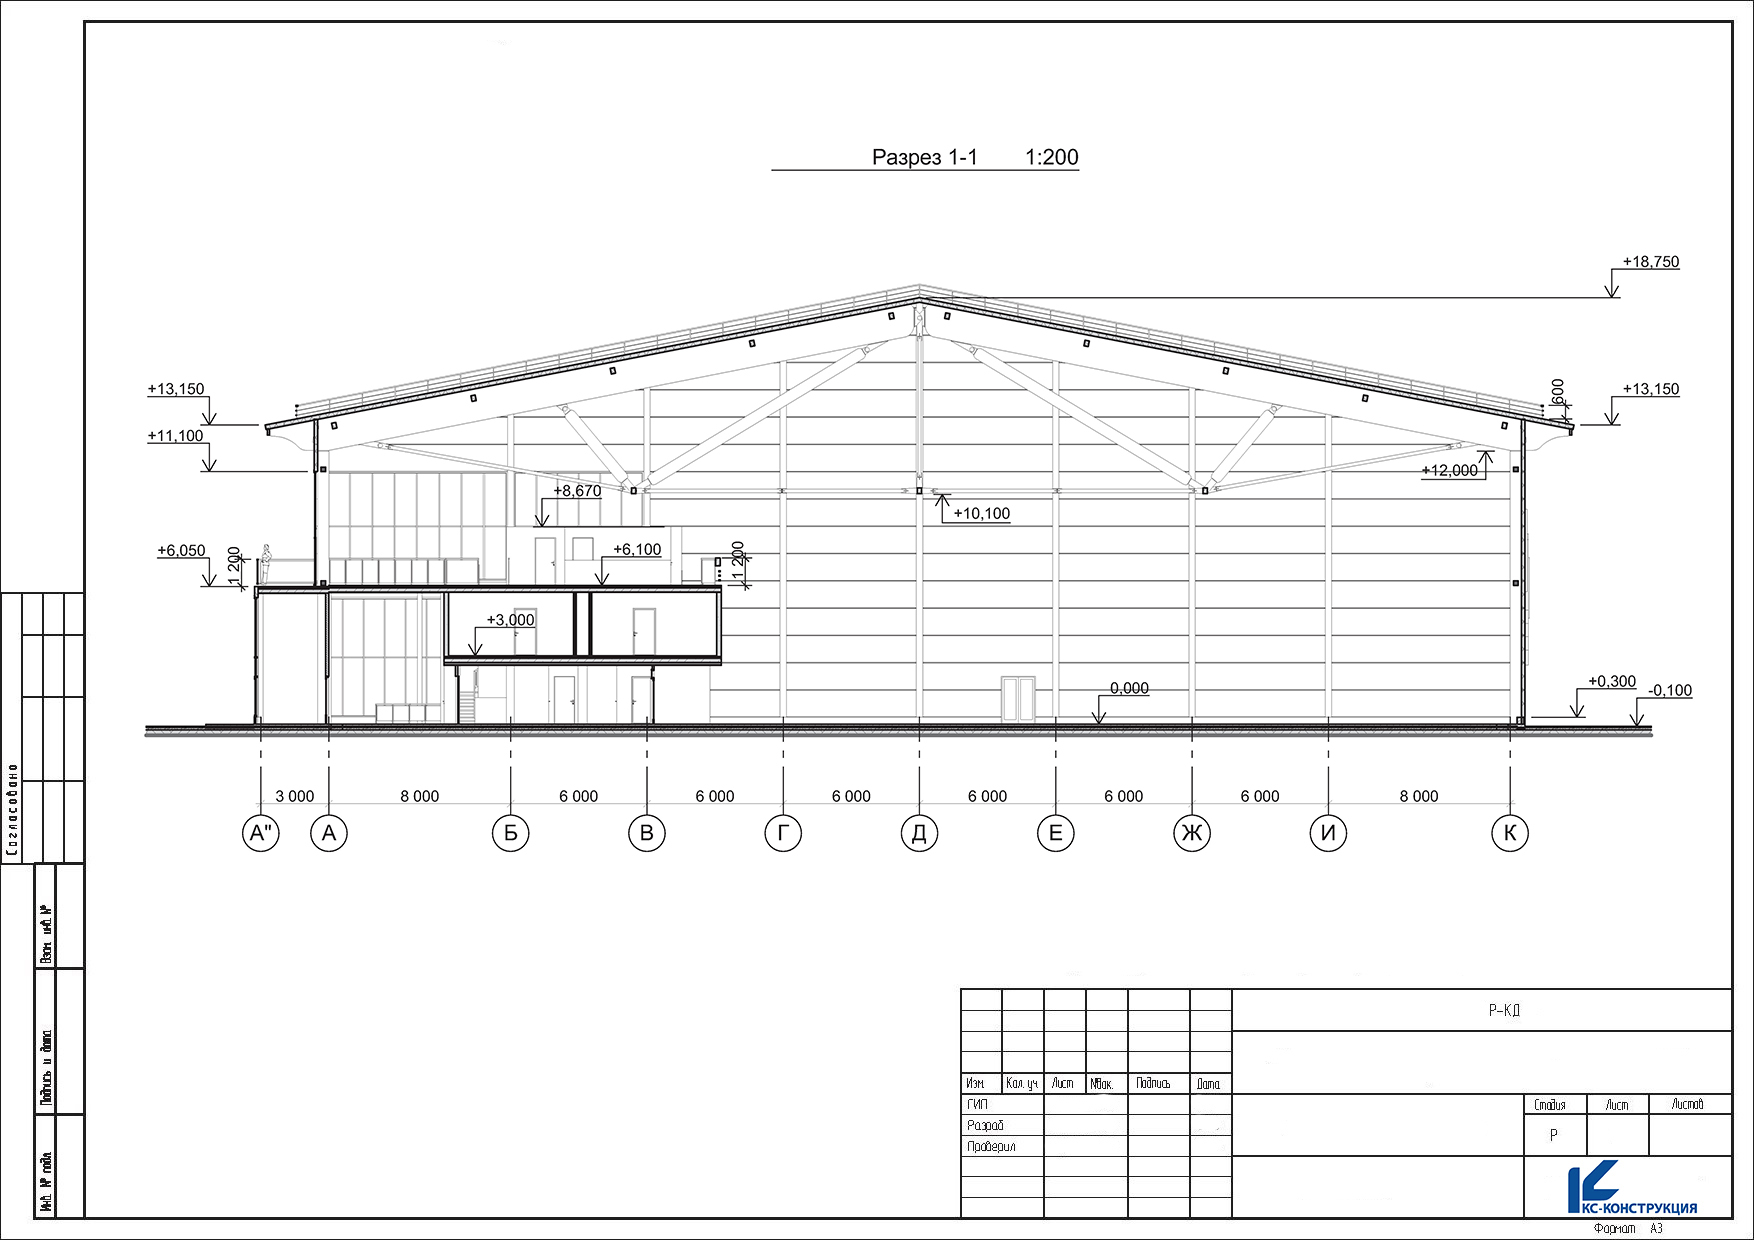 Разрез 1-1 1:200
+18,750
+13,150
600
+13,150
+11,100
+12,000
+8,670
+10,100
+6,050
1 200
+6,100
1 200
+3,000
0,000
+0,300
-0,100
3 000 8 000 6 000 6 000 6 000 6 000 6 000 6 000 8 000
А" А Б В Г Д Е Ж И К
Согласовано
Взам. инв. №
Подпись и дата
Инв. № подл.
Р-КД
Изм. Кол. уч Лист №док. Подпись Дата
ГИП
Разраб
Проверил
Стадия Лист Листов
Р
КС-КОНСТРУКЦИЯ
Формат А3